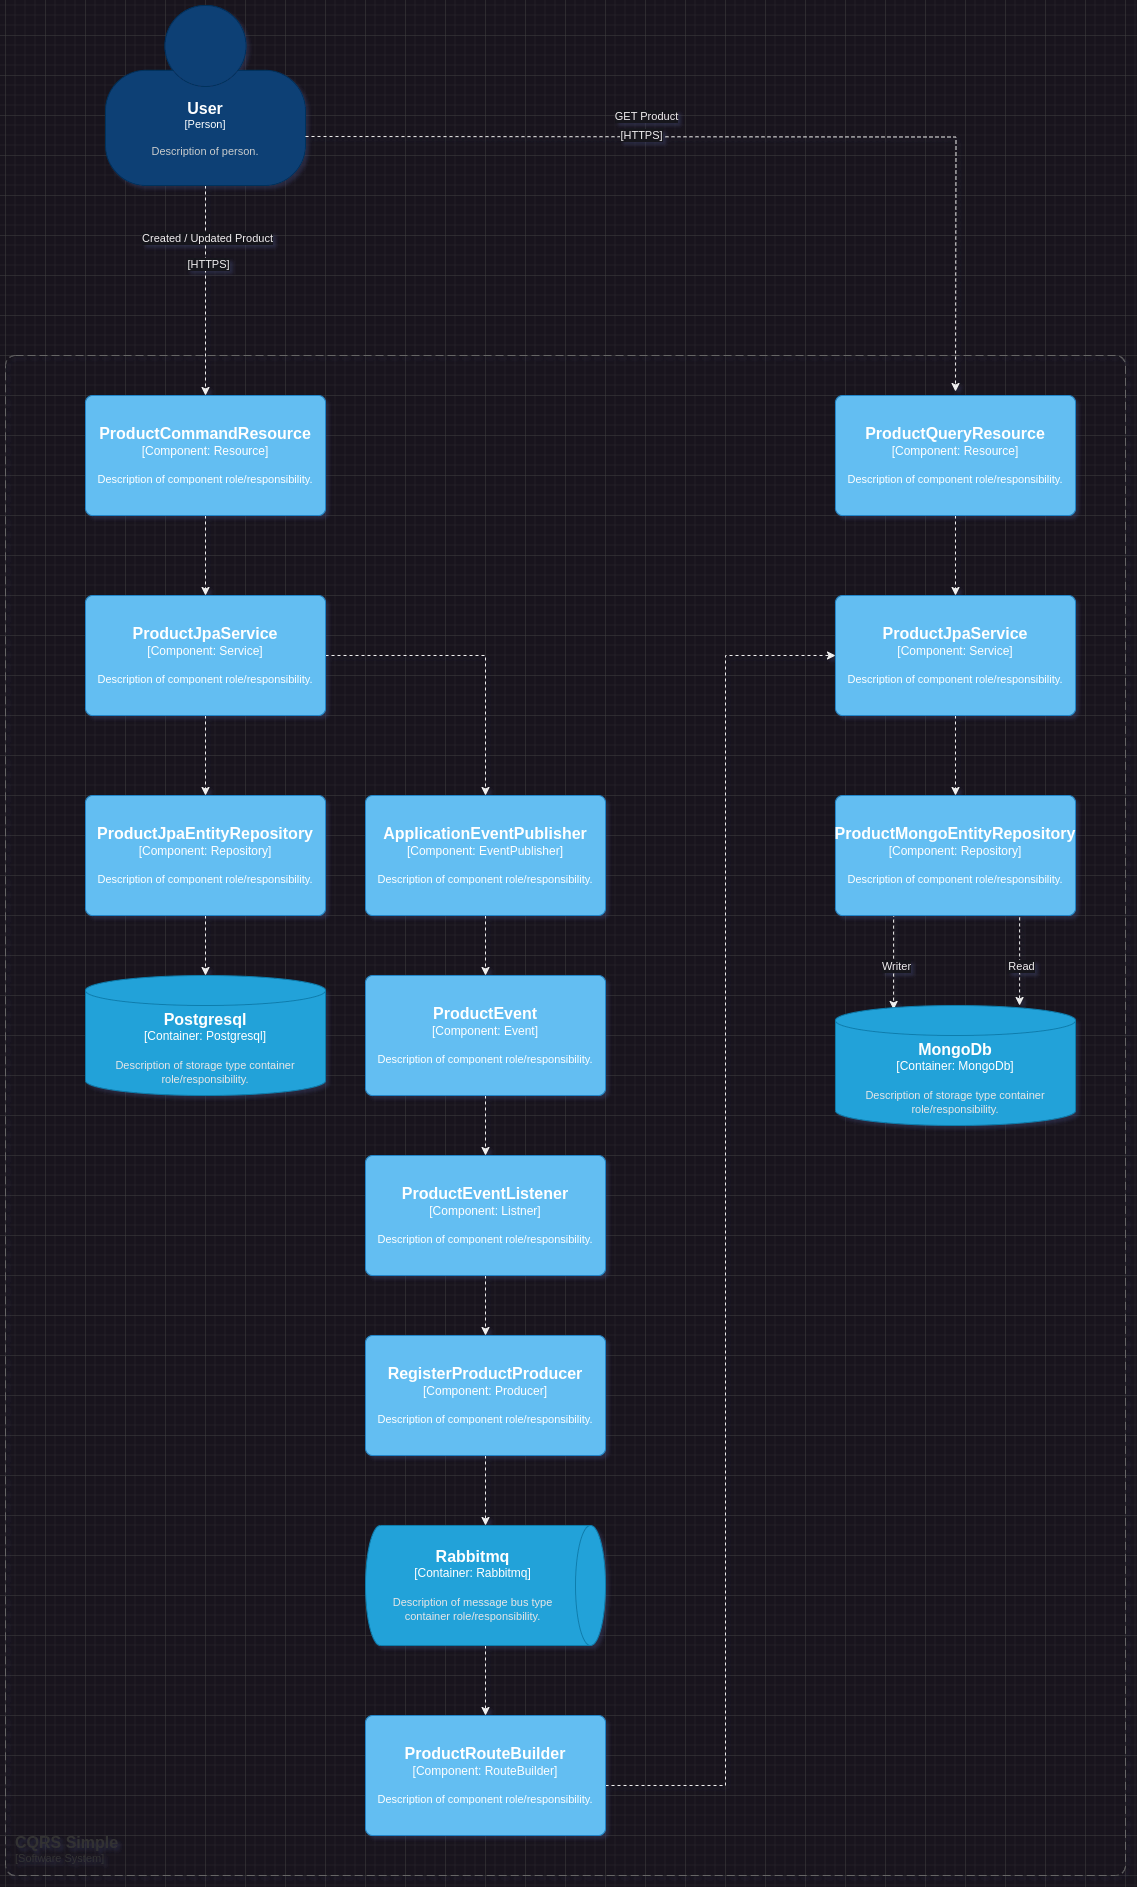 User
[Person]
Description of person.
GET Product
[HTTPS]
Created / Updated Product
[HTTPS]
ProductCommandResource
[Component: Resource]
Description of component role/responsibility.
ProductQueryResource
[Component: Resource]
Description of component role/responsibility.
ProductJpaService
[Component: Service]
Description of component role/responsibility.
ProductJpaService
[Component: Service]
Description of component role/responsibility.
ProductJpaEntityRepository
[Component: Repository]
Description of component role/responsibility.
ApplicationEventPublisher
[Component: EventPublisher]
Description of component role/responsibility.
ProductMongoEntityRepository
[Component: Repository]
Description of component role/responsibility.
Writer
Read
Postgresql
[Container: Postgresql]
Description of storage type container
role/responsibility.
ProductEvent
[Component: Event]
Description of component role/responsibility.
MongoDb
[Container: MongoDb]
Description of storage type container
role/responsibility.
ProductEventListener
[Component: Listner]
Description of component role/responsibility.
RegisterProductProducer
[Component: Producer]
Description of component role/responsibility.
Rabbitmq
[Container: Rabbitmq]
Description of message bus type
container role/responsibility.
ProductRouteBuilder
[Component: RouteBuilder]
Description of component role/responsibility.
CQRS Simple
[Software System]